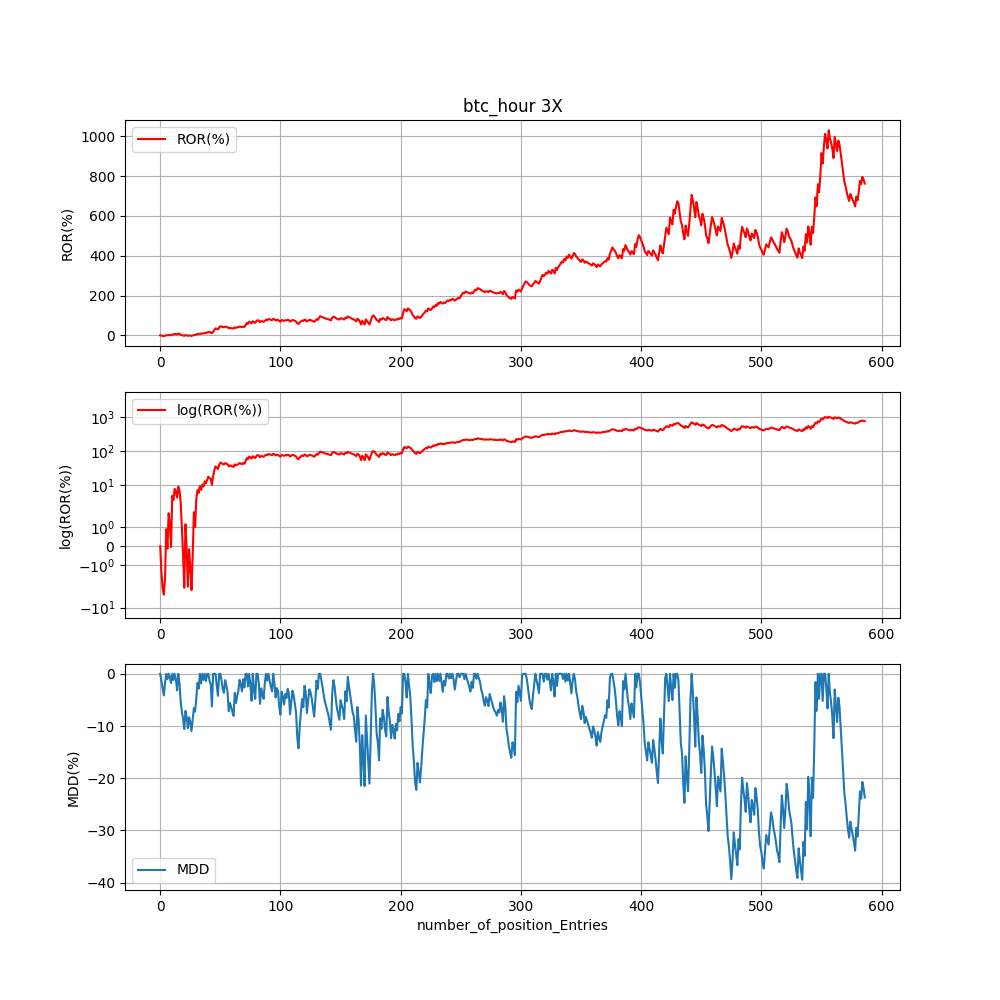 btc_hour 3X
ROR(%)
ROR(%)
1000
800
600
400
200
0
0 100 200 300 400 500 600
log(ROR(%))
log(ROR(%))
10³
10²
10¹
10⁰
0
−10⁰
−10¹
0 100 200 300 400 500 600
MDD(%)
0
−10
−20
−30
−40
MDD
0 100 200 300 400 500 600
number_of_position_Entries